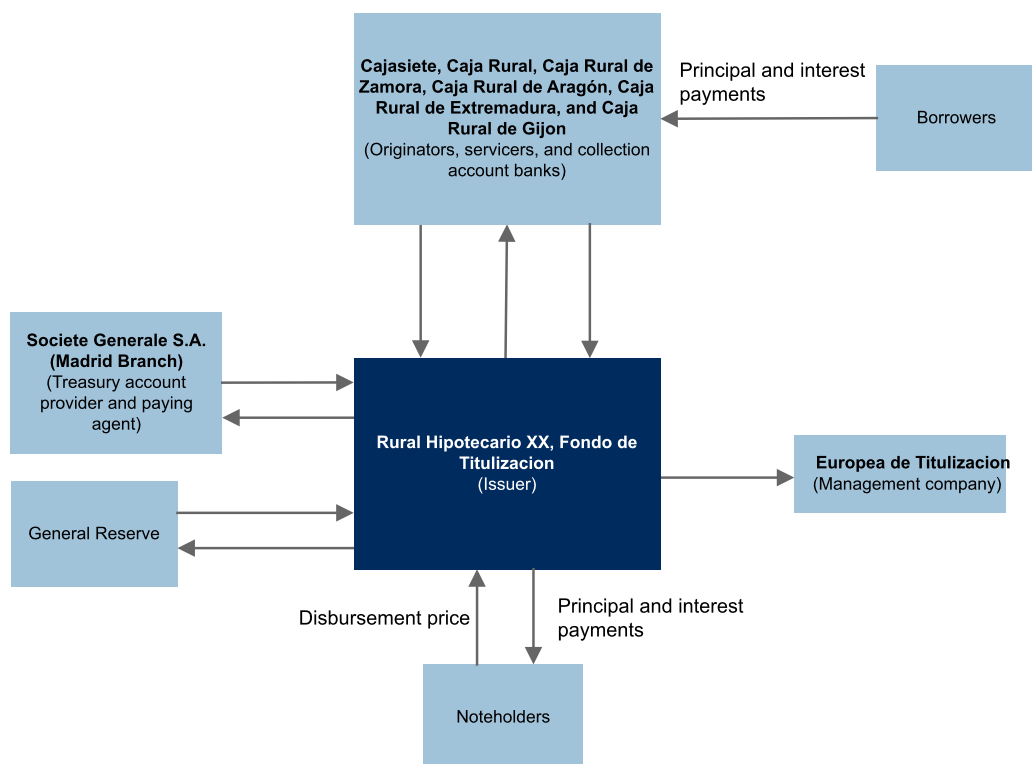 Cajasiete, Caja Rural, Caja Rural de
Zamora, Caja Rural de Aragón, Caja
Rural de Extremadura, and Caja
Rural de Gijon
(Originators, servicers, and collection
account banks)
Principal and interest
payments
Borrowers
Societe Generale S.A.
(Madrid Branch)
(Treasury account
provider and paying
agent)
Rural Hipotecario XX, Fondo de
Titulizacion
(Issuer)
Europea de Titulizacion
(Management company)
General Reserve
Disbursement price
Principal and interest
payments
Noteholders